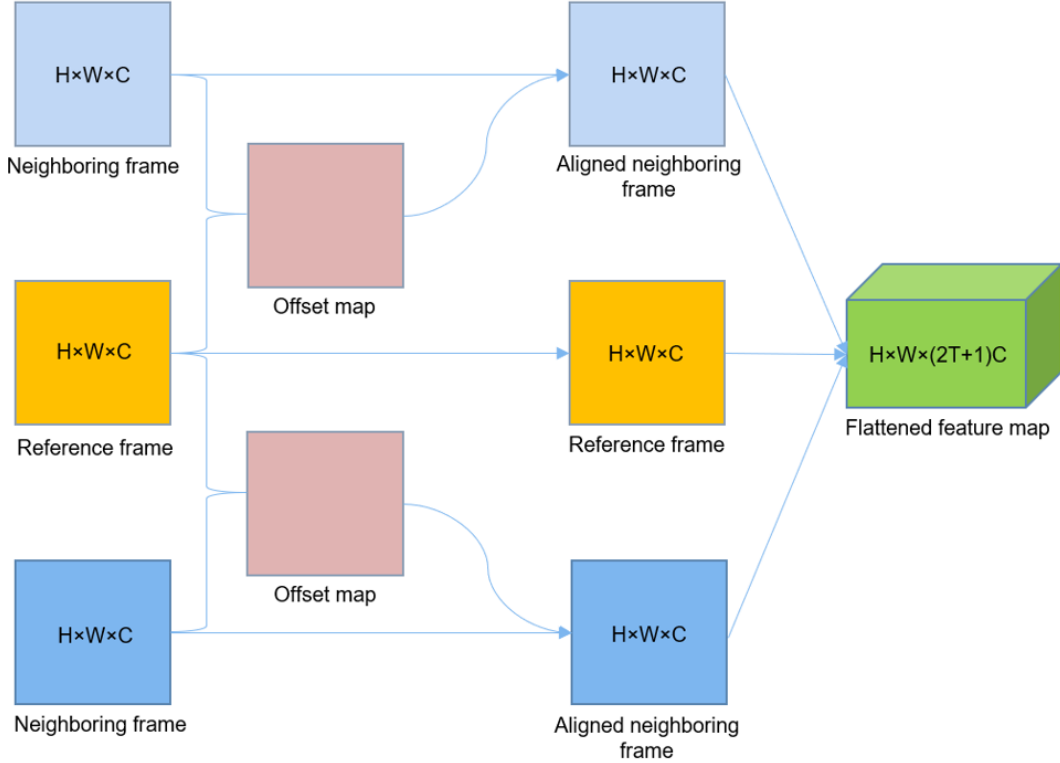 H×W×C
Neighboring frame
H×W×C
Aligned neighboring
frame
Offset map
H×W×C
Reference frame
H×W×C
Reference frame
H×W×(2T+1)C
Flattened feature map
Offset map
H×W×C
Neighboring frame
H×W×C
Aligned neighboring
frame